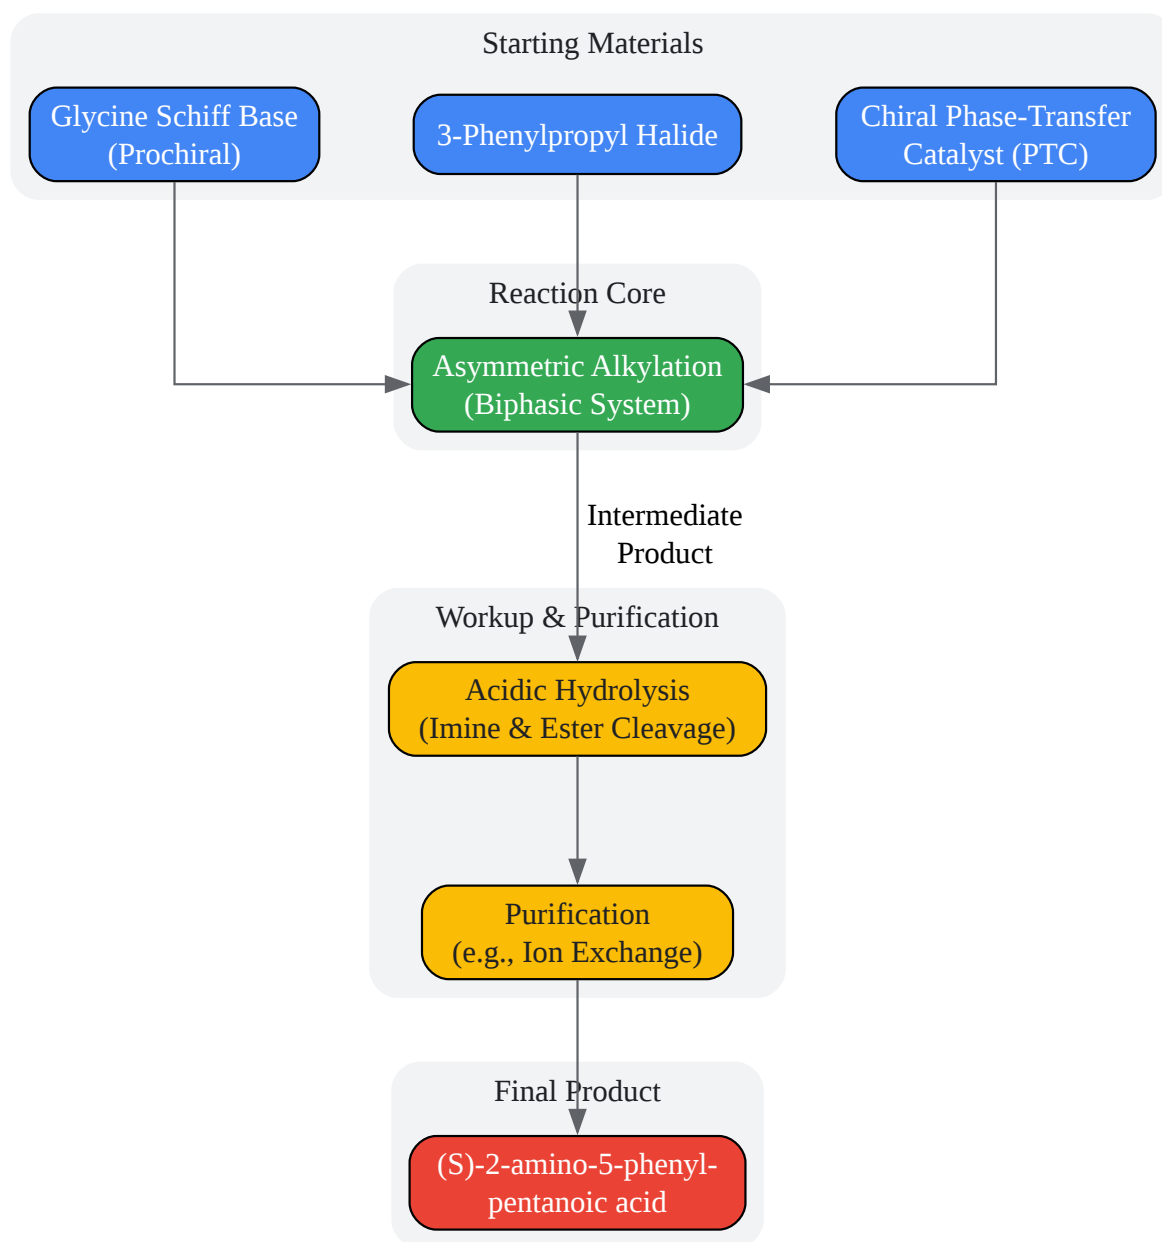 Starting Materials
Glycine Schiff Base
(Prochiral)
3-Phenylpropyl Halide
Chiral Phase-Transfer
Catalyst (PTC)
Reaction Core
Asymmetric Alkylation
(Biphasic System)
Intermediate
Product
Workup & Purification
Acidic Hydrolysis
(Imine & Ester Cleavage)
Purification
(e.g., Ion Exchange)
Final Product
(S)-2-amino-5-phenyl-
pentanoic acid